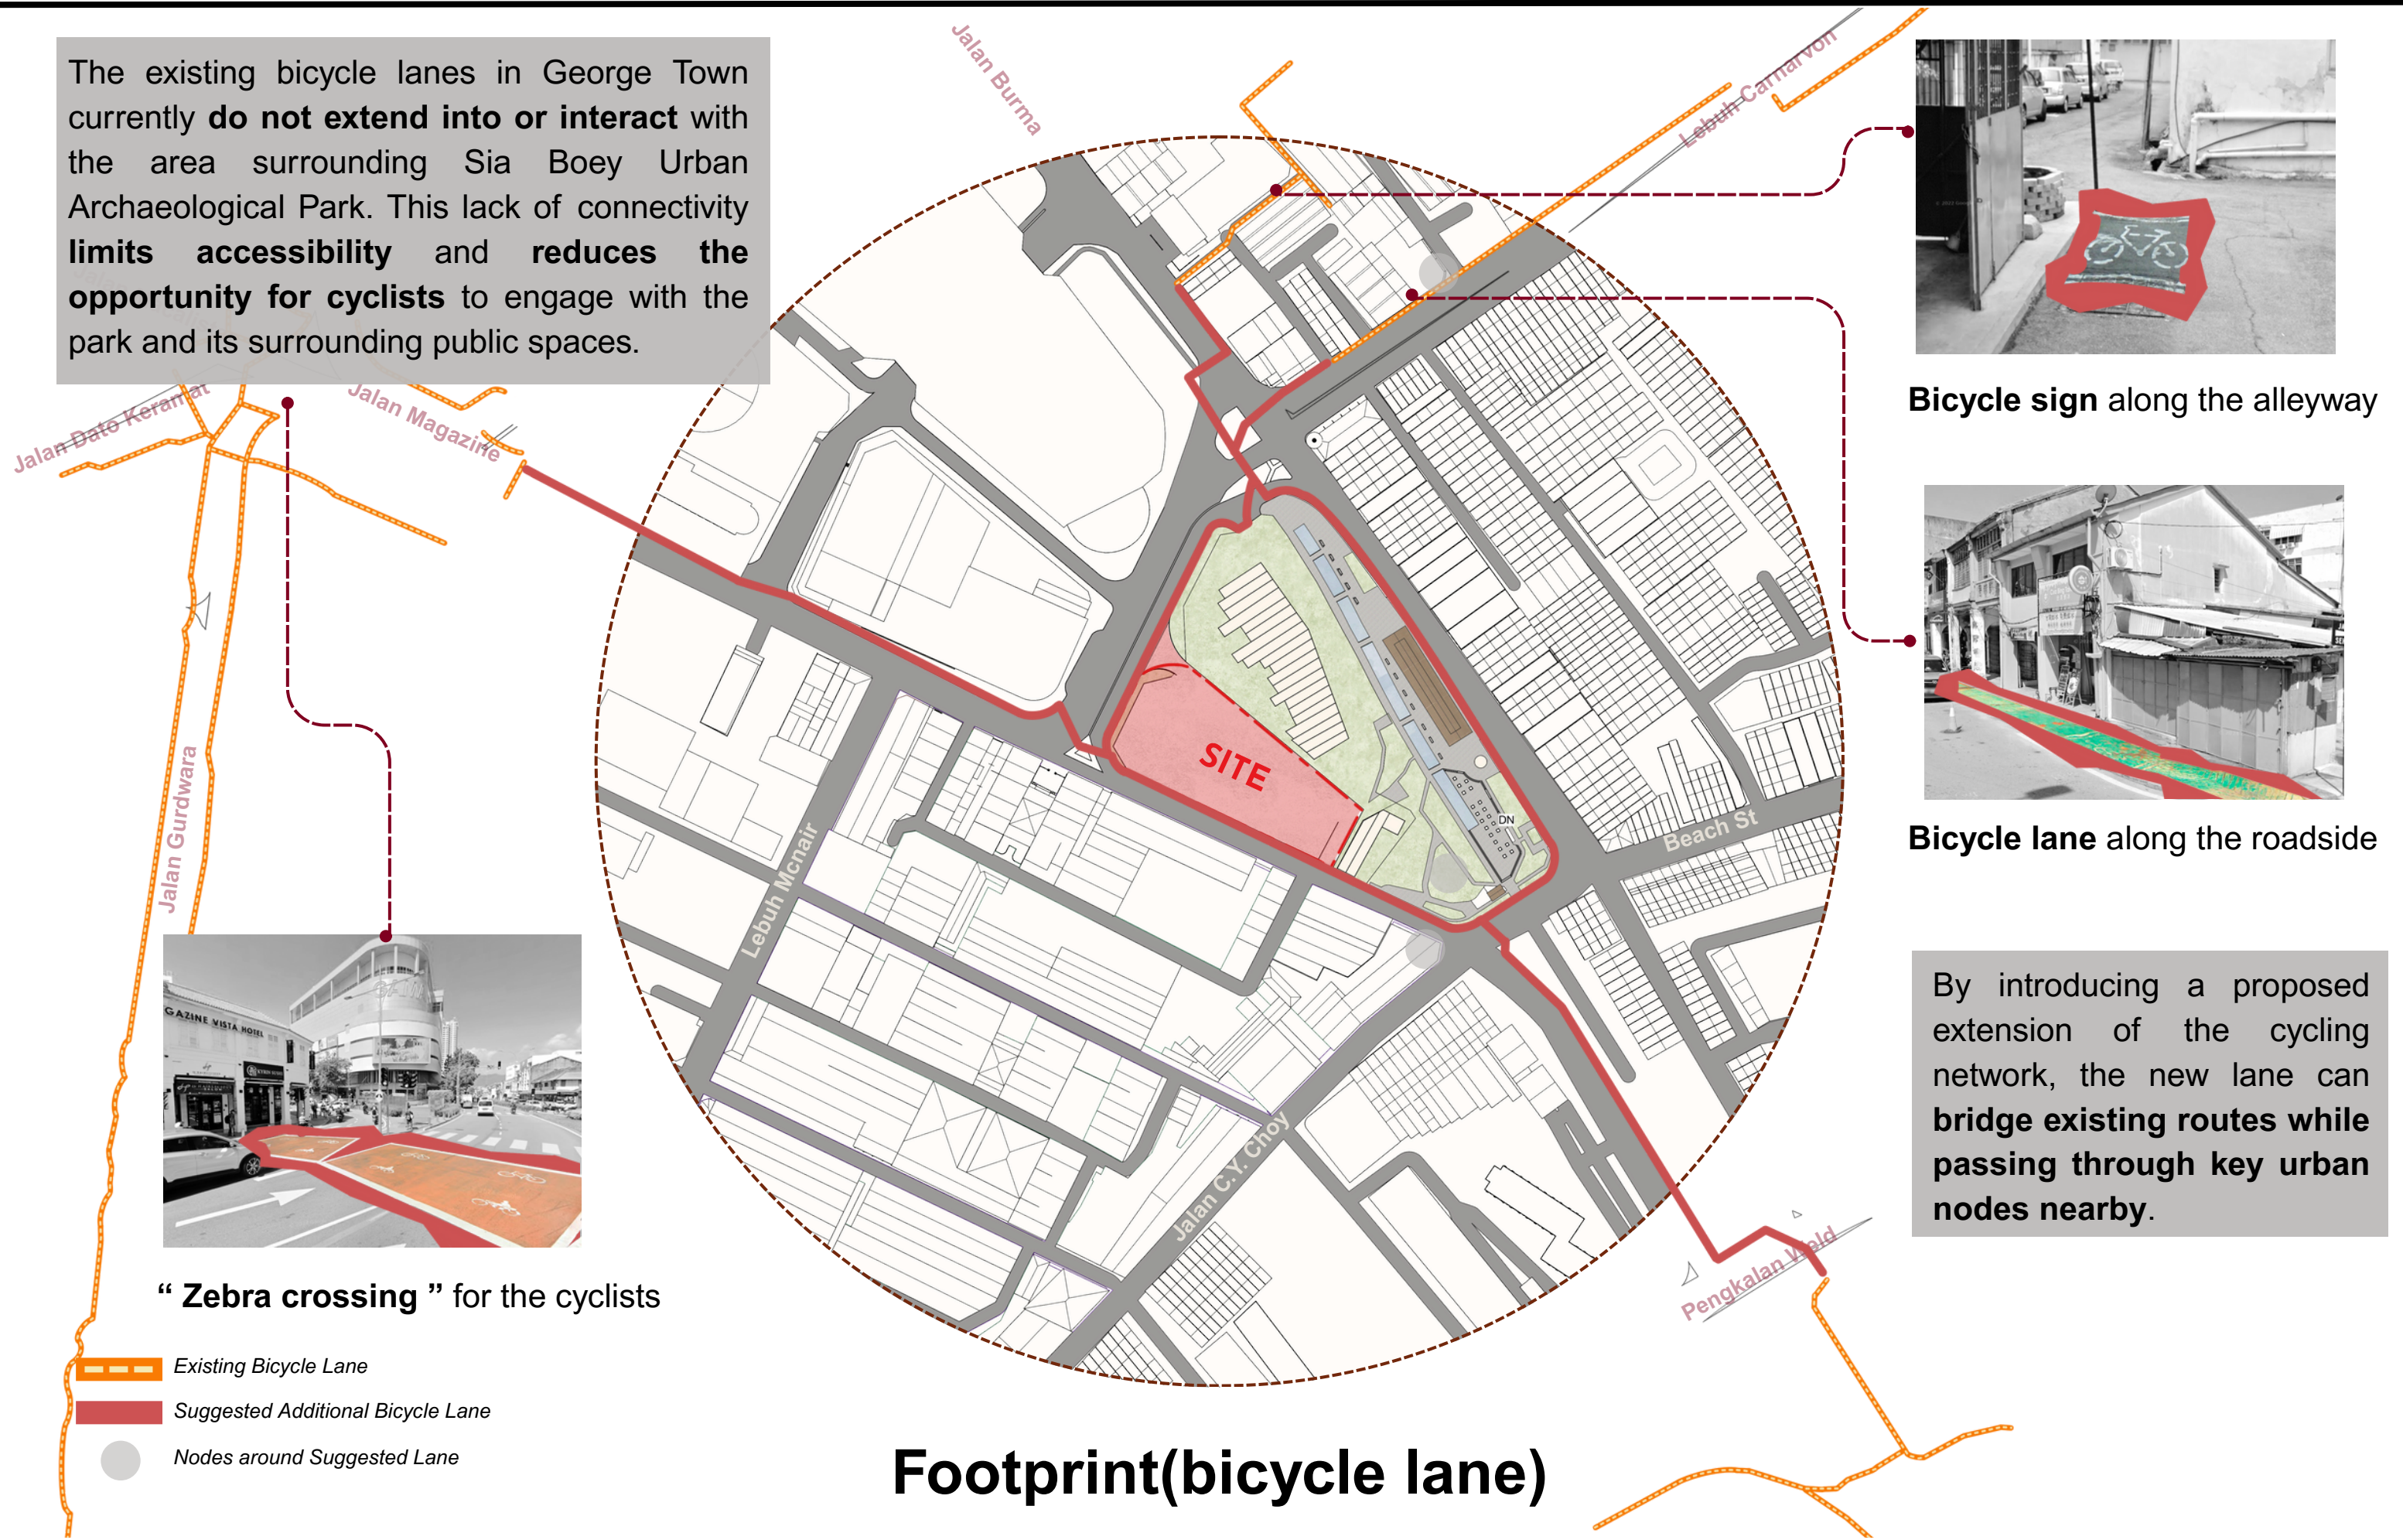 The existing bicycle lanes in George Town
currently do not extend into or interact with
the area surrounding Sia Boey Urban
Archaeological Park. This lack of connectivity
limits accessibility and reduces the
opportunity for cyclists to engage with the
park and its surrounding public spaces.
Jalan Burma
Lebuh Carnarvon
Jalan Dato Keramat
Jalan Magazine
Jalan Gurdwara
Bicycle sign along the alleyway
SITE
DN
Beach St
Lebuh Mcnair
Jalan C.Y. Choy
Pengkalan Weld
Bicycle lane along the roadside
By introducing a proposed
extension of the cycling
network, the new lane can
bridge existing routes while
passing through key urban
nodes nearby.
GAZINE VISTA HOTEL
“ Zebra crossing ” for the cyclists
Existing Bicycle Lane
Suggested Additional Bicycle Lane
Nodes around Suggested Lane
Footprint(bicycle lane)